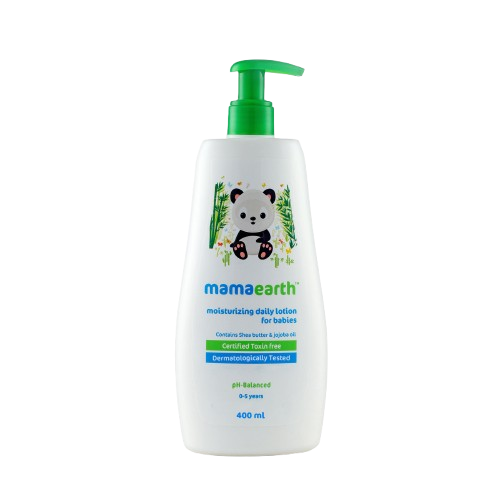 mamaearth™
moisturizing daily lotion
for babies
Contains Shea butter & Jojoba oil
Certified Toxin free
Dermatologically Tested
pH-Balanced
0-5 years
400 ml